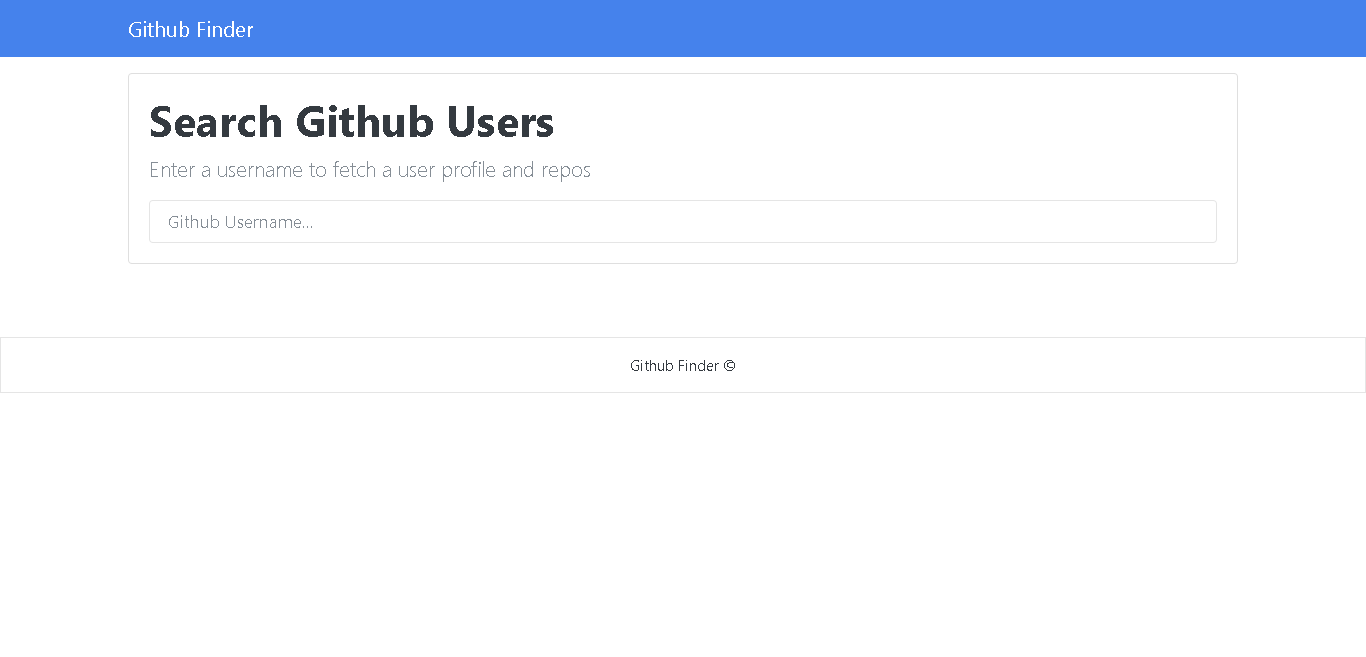 Github Finder
Search Github Users
Enter a username to fetch a user profile and repos
Github Username...
Github Finder ©